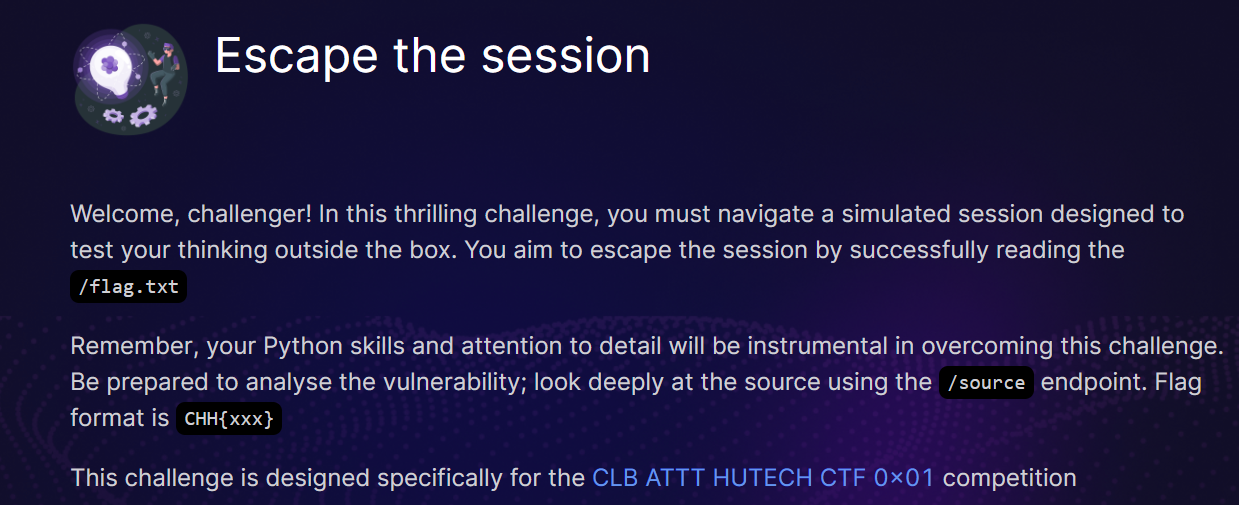 Escape the session
Welcome, challenger! In this thrilling challenge, you must navigate a simulated session designed to
test your thinking outside the box. You aim to escape the session by successfully reading the
/flag.txt
Remember, your Python skills and attention to detail will be instrumental in overcoming this challenge.
Be prepared to analyse the vulnerability; look deeply at the source using the /source endpoint. Flag
format is CHH{xxx}
This challenge is designed specifically for the CLB ATTT HUTECH CTF 0×01 competition